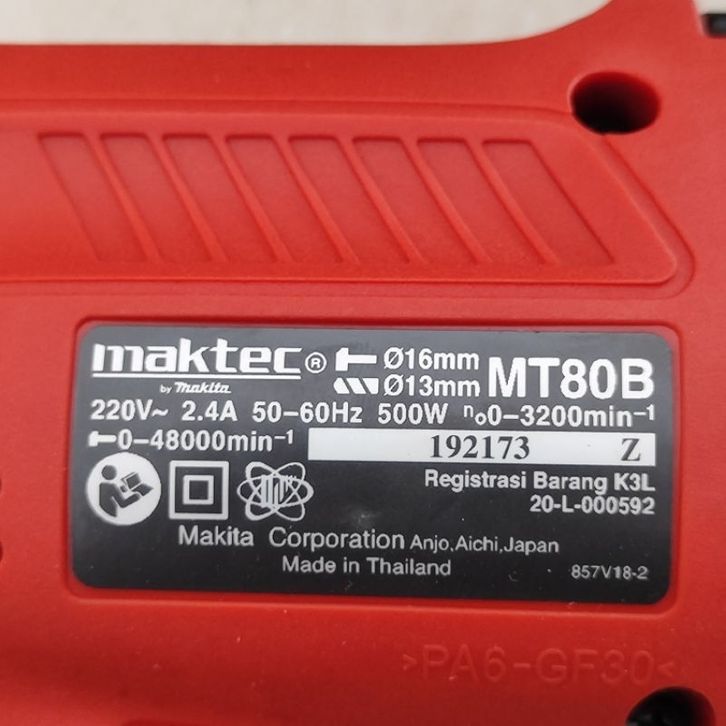 maktec® Ø16mm MT80B
by makita Ø13mm
220V~ 2.4A 50-60Hz 500W n₀0-3200min⁻¹
0-48000min⁻¹ 192173 Z
Registrasi Barang K3L
20-L-000592
Makita Corporation Anjo,Aichi,Japan
Made in Thailand 857V18-2
>PA6-GF30<